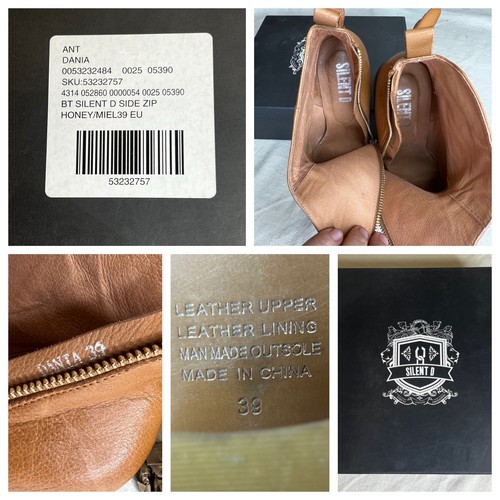 ANT
DANIA
0053232484 0025 05390
SKU:53232757
4314 052860 0000054 0025 05390
BT SILENT D SIDE ZIP
HONEY/MIEL39 EU
53232757
SILENT D
SILENT D
DANIA 39
LEATHER UPPER
LEATHER LINING
MAN MADE OUTSOLE
MADE IN CHINA
39
SILENT D